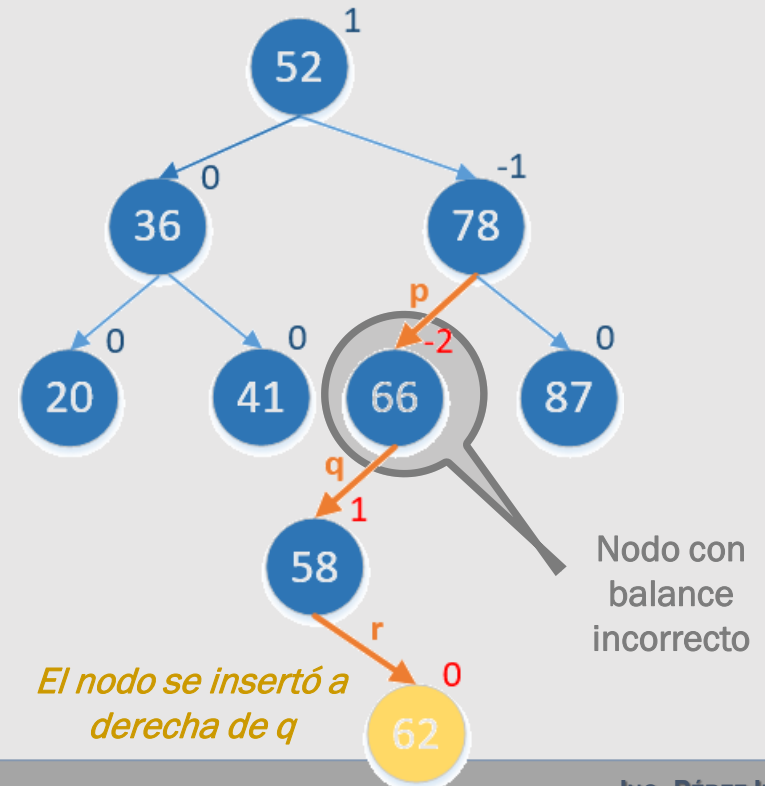 1
52
0
-1
36
78
p
0
0
-2
0
20
41
66
87
q
1
58
Nodo con
balance
incorrecto
r
El nodo se insertó a
derecha de q
0
62